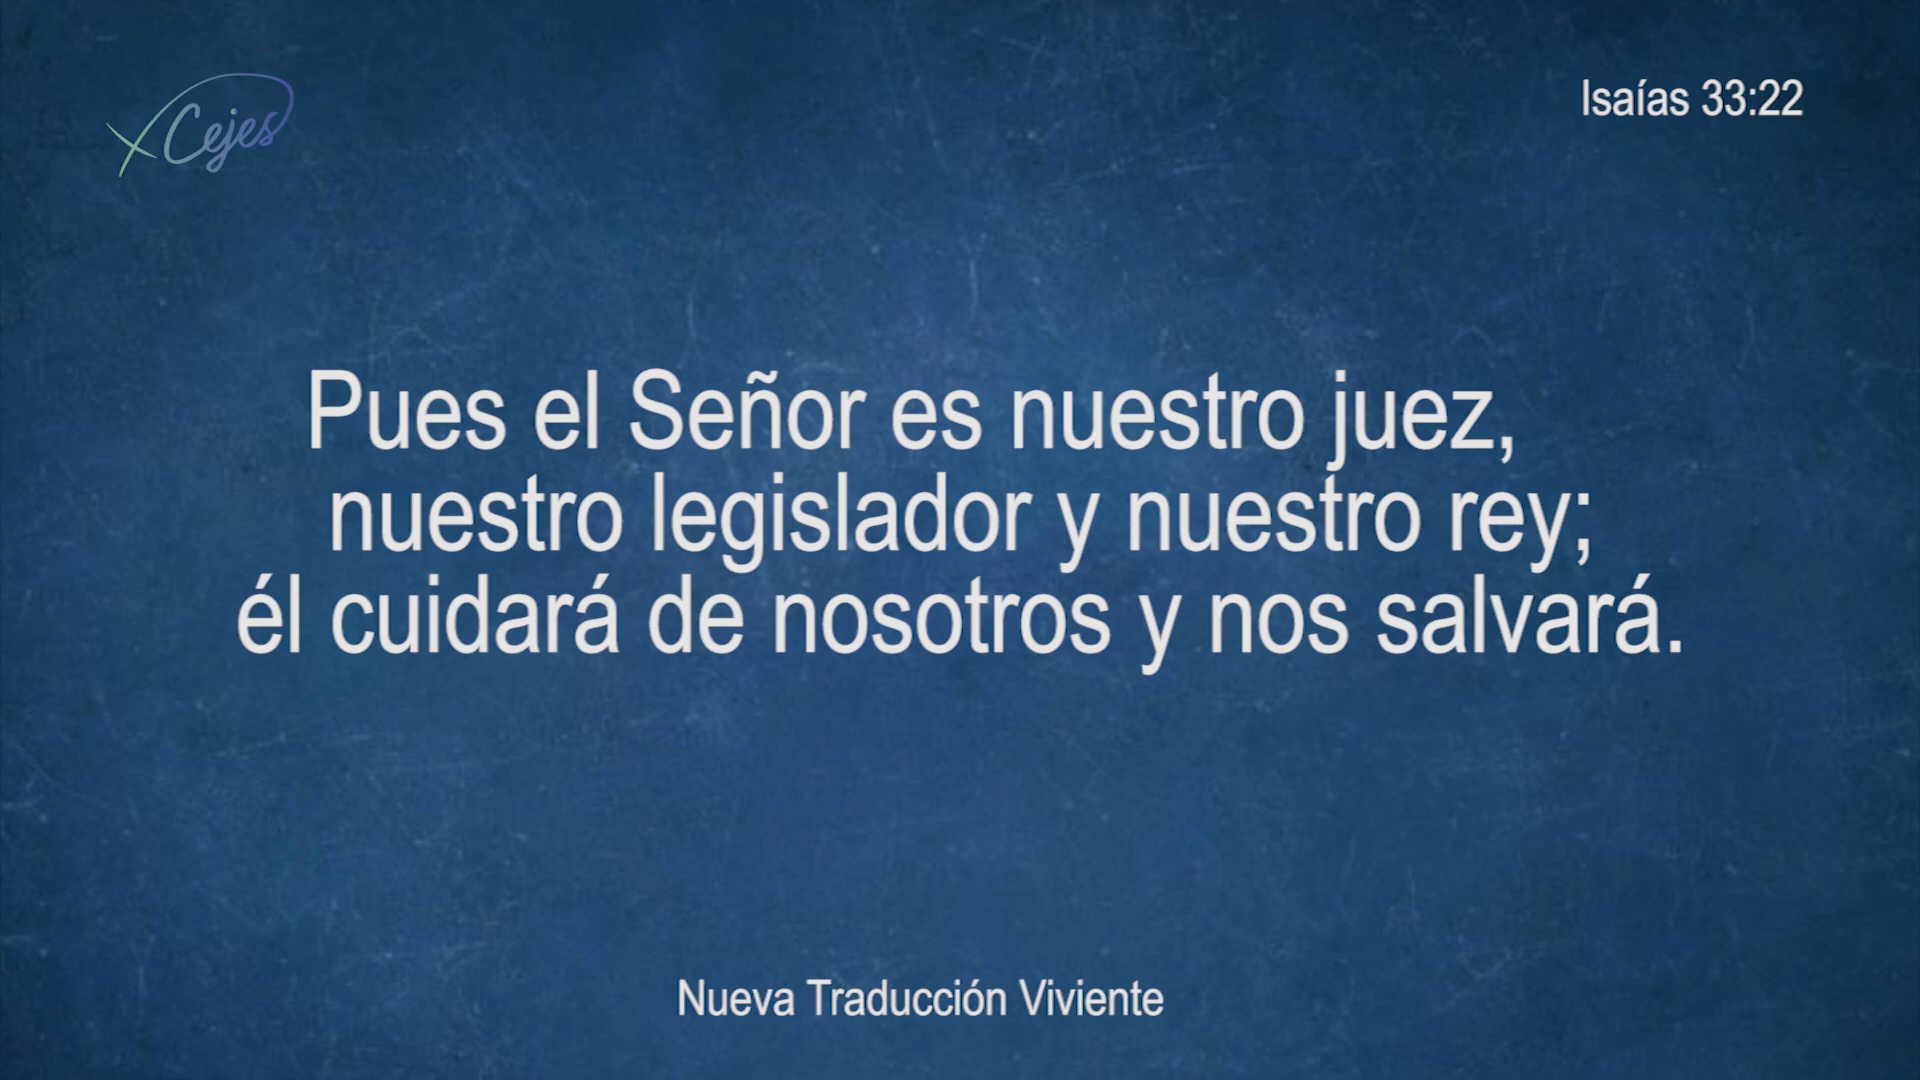 Cejes
Isaías 33:22
Pues el Señor es nuestro juez,
nuestro legislador y nuestro rey;
él cuidará de nosotros y nos salvará.
Nueva Traducción Viviente